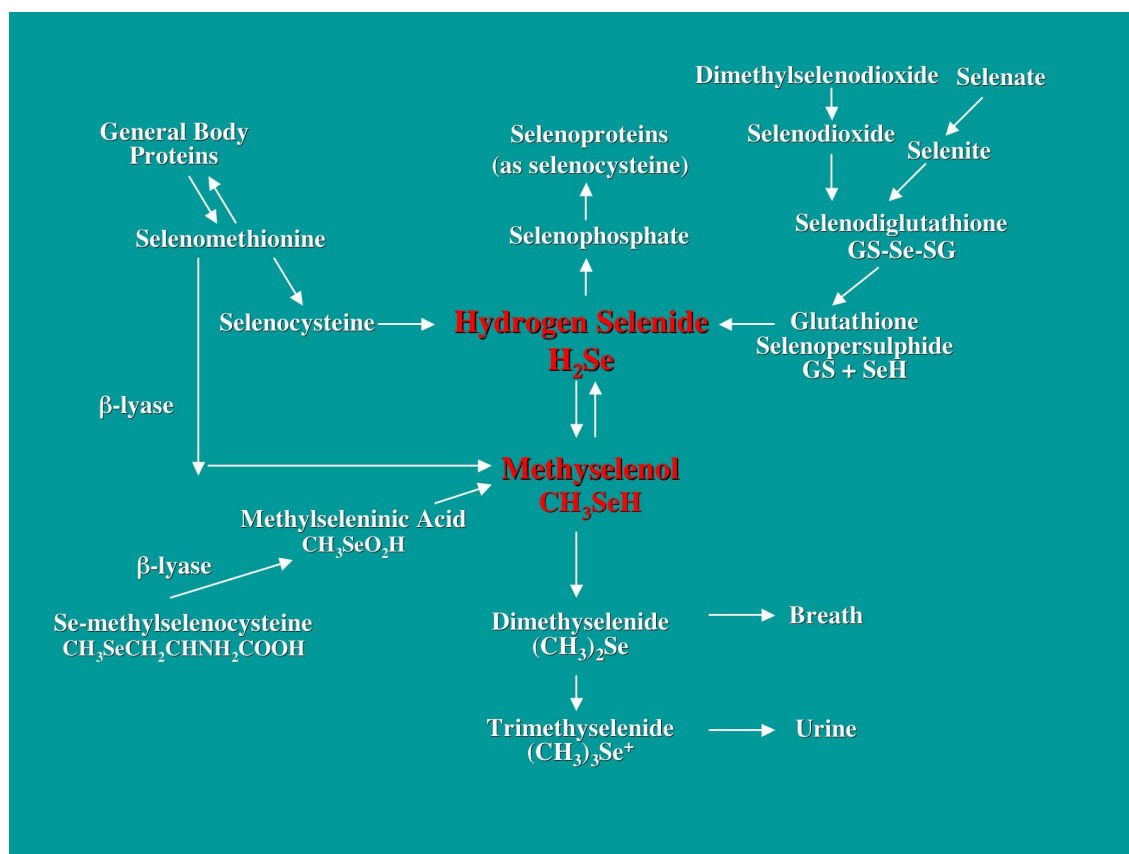 Dimethylselenodioxide
Selenate
General Body
Proteins
Selenoproteins
(as selenocysteine)
Selenodioxide
Selenite
Selenomethionine
Selenophosphate
Selenodiglutathione
GS-Se-SG
Selenocysteine
Hydrogen Selenide
H₂Se
Glutathione
Selenopersulphide
GS + SeH
β-lyase
Methyselenol
CH₃SeH
Methylseleninic Acid
CH₃SeO₂H
β-lyase
Se-methylselenocysteine
CH₃SeCH₂CHNH₂COOH
Dimethyselenide
(CH₃)₂Se
Breath
Trimethyselenide
(CH₃)₃Se⁺
Urine